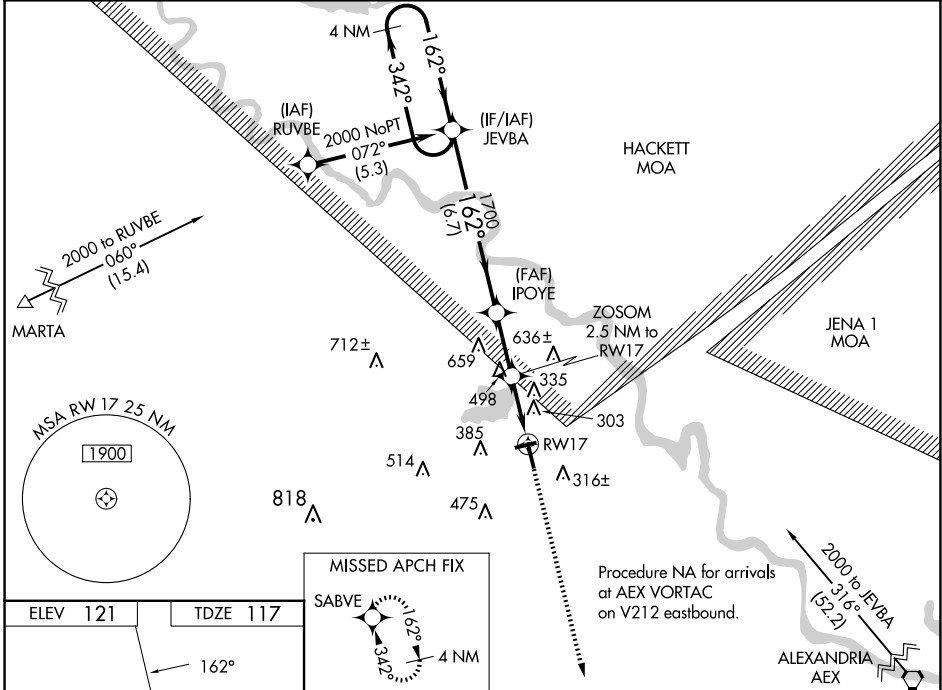 4 NM
162°
342°
(IAF)
RUVBE
2000 NoPT
072°
(5.3)
(IF/IAF)
JEVBA
HACKETT
MOA
1700
162°
(6.7)
2000 to RUVBE
060°
(15.4)
MARTA
(FAF)
IPOYE
ZOSOM
2.5 NM to
RW17
JENA 1
MOA
712±
659
636±
498
335
303
385
RW17
514
316±
475
818
MSA RW 17 25 NM
1900
Procedure NA for arrivals
at AEX VORTAC
on V212 eastbound.
2000 to JEVBA
316°
(52.2)
ALEXANDRIA
AEX
MISSED APCH FIX
SABVE
162°
342°
4 NM
ELEV 121
TDZE 117
162°